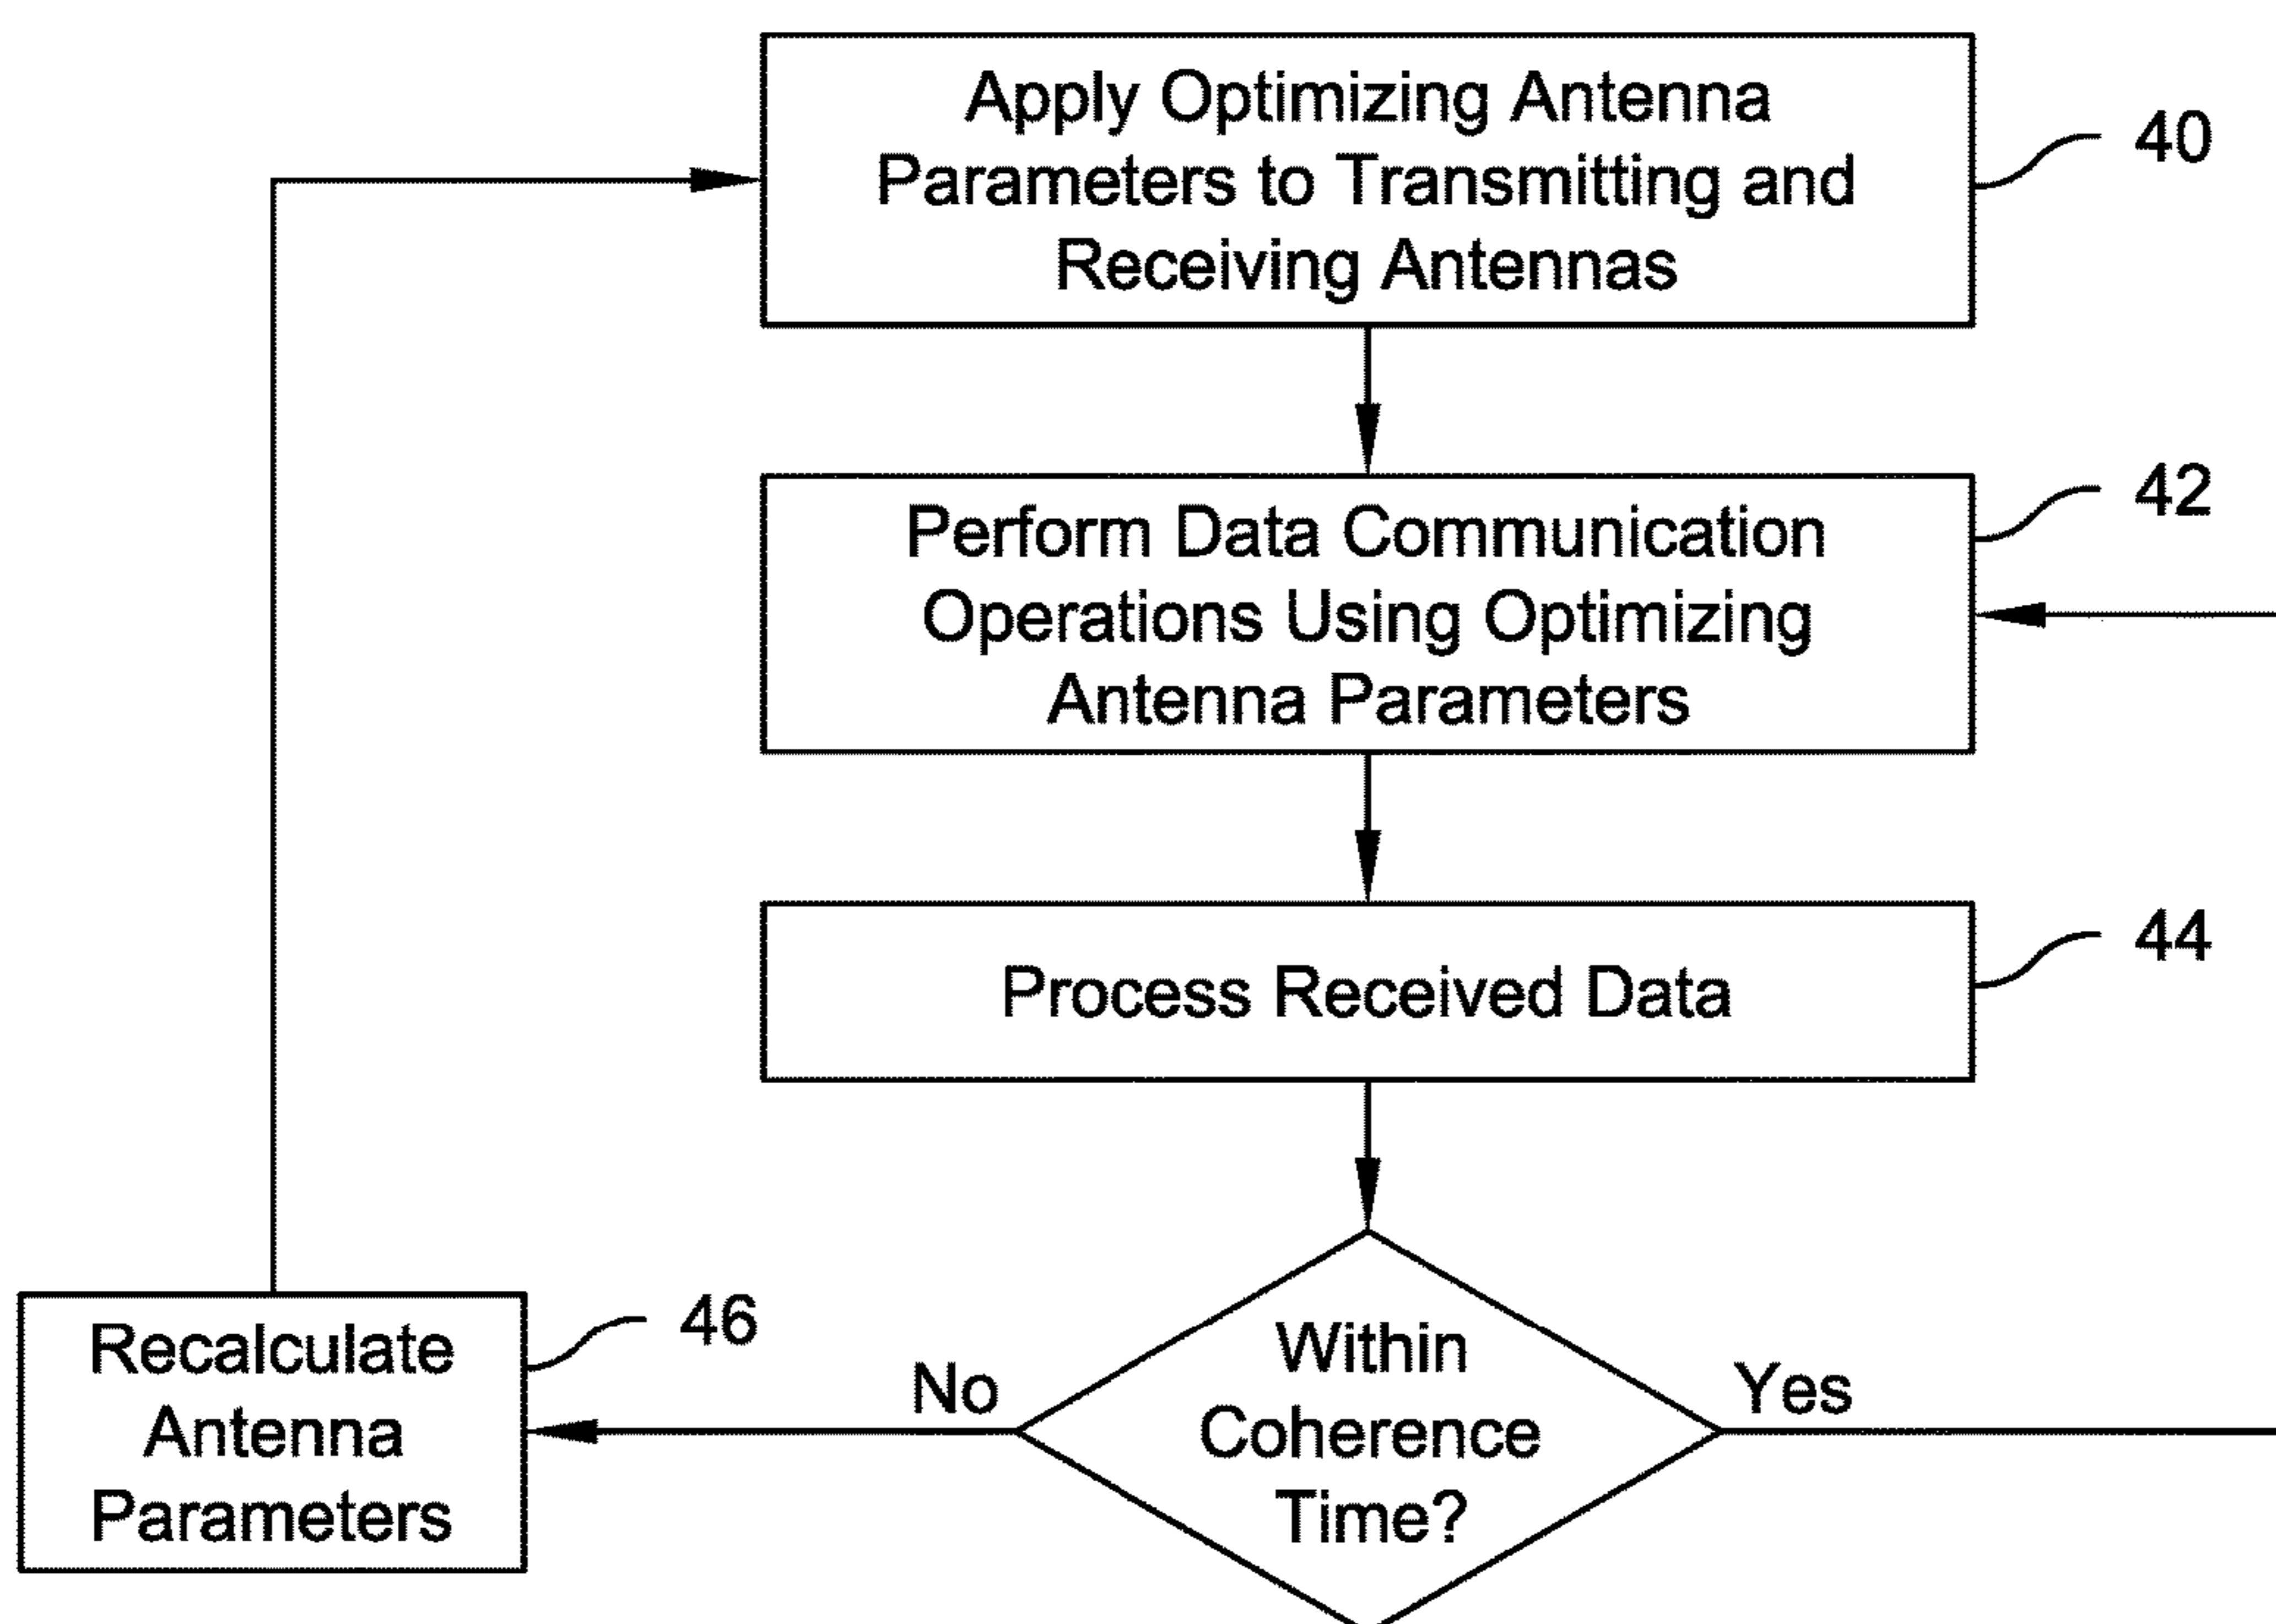 Apply Optimizing Antenna
Parameters to Transmitting and
Receiving Antennas
40
Perform Data Communication
Operations Using Optimizing
Antenna Parameters
42
Process Received Data
44
Within
Coherence
Time?
No
Yes
Recalculate
Antenna
Parameters
46